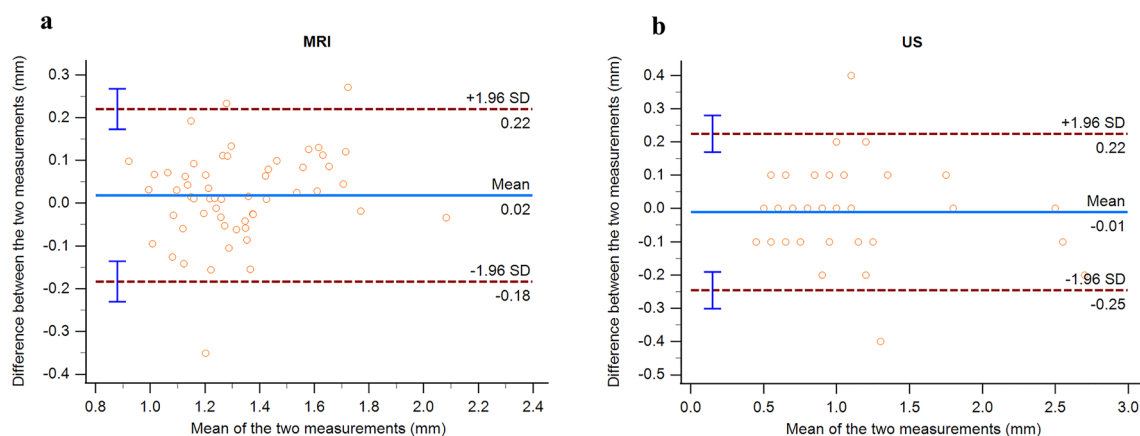 a
MRI
Difference between the two measurements (mm)
0.3
0.2
0.1
0.0
-0.1
-0.2
-0.3
-0.4
+1.96 SD
0.22
Mean
0.02
-1.96 SD
-0.18
0.8
1.0
1.2
1.4
1.6
1.8
2.0
2.2
2.4
Mean of the two measurements (mm)
b
US
Difference between the two measurements (mm)
0.4
0.3
0.2
0.1
0.0
-0.1
-0.2
-0.3
-0.4
-0.5
+1.96 SD
0.22
Mean
-0.01
-1.96 SD
-0.25
0.0
0.5
1.0
1.5
2.0
2.5
3.0
Mean of the two measurements (mm)